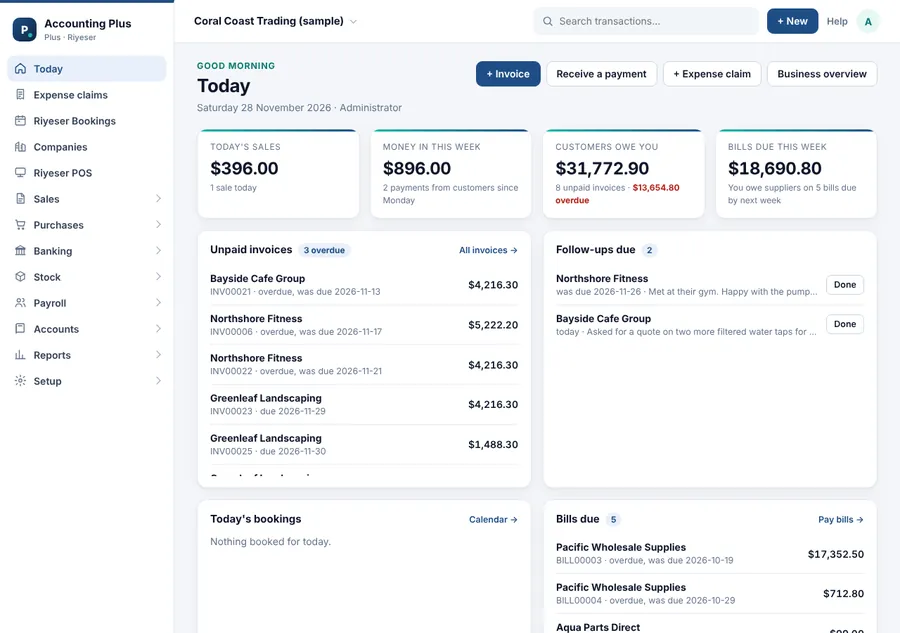 Accounting Plus
Plus · Riyeser
Coral Coast Trading (sample)
Search transactions...
+ New
Help
A
Today
Expense claims
Riyeser Bookings
Companies
Riyeser POS
Sales
Purchases
Banking
Stock
Payroll
Accounts
Reports
Setup
GOOD MORNING
Today
Saturday 28 November 2026 · Administrator
+ Invoice
Receive a payment
+ Expense claim
Business overview
TODAY'S SALES
$396.00
1 sale today
MONEY IN THIS WEEK
$896.00
2 payments from customers since
Monday
CUSTOMERS OWE YOU
$31,772.90
8 unpaid invoices · $13,654.80
overdue
BILLS DUE THIS WEEK
$18,690.80
You owe suppliers on 5 bills due
by next week
Unpaid invoices 3 overdue All invoices →
Bayside Cafe Group
INV00021 · overdue, was due 2026-11-13
$4,216.30
Northshore Fitness
INV00006 · overdue, was due 2026-11-17
$5,222.20
Northshore Fitness
INV00022 · overdue, was due 2026-11-21
$4,216.30
Greenleaf Landscaping
INV00023 · due 2026-11-29
$4,216.30
Greenleaf Landscaping
INV00025 · due 2026-11-30
$1,488.30
Follow-ups due 2
Northshore Fitness
was due 2026-11-26 · Met at their gym. Happy with the pump...
Done
Bayside Cafe Group
today · Asked for a quote on two more filtered water taps for ...
Done
Today's bookings Calendar →
Nothing booked for today.
Bills due 5 Pay bills →
Pacific Wholesale Supplies
BILL00003 · overdue, was due 2026-10-19
$17,352.50
Pacific Wholesale Supplies
BILL00004 · overdue, was due 2026-10-29
$712.80
Aqua Parts Direct